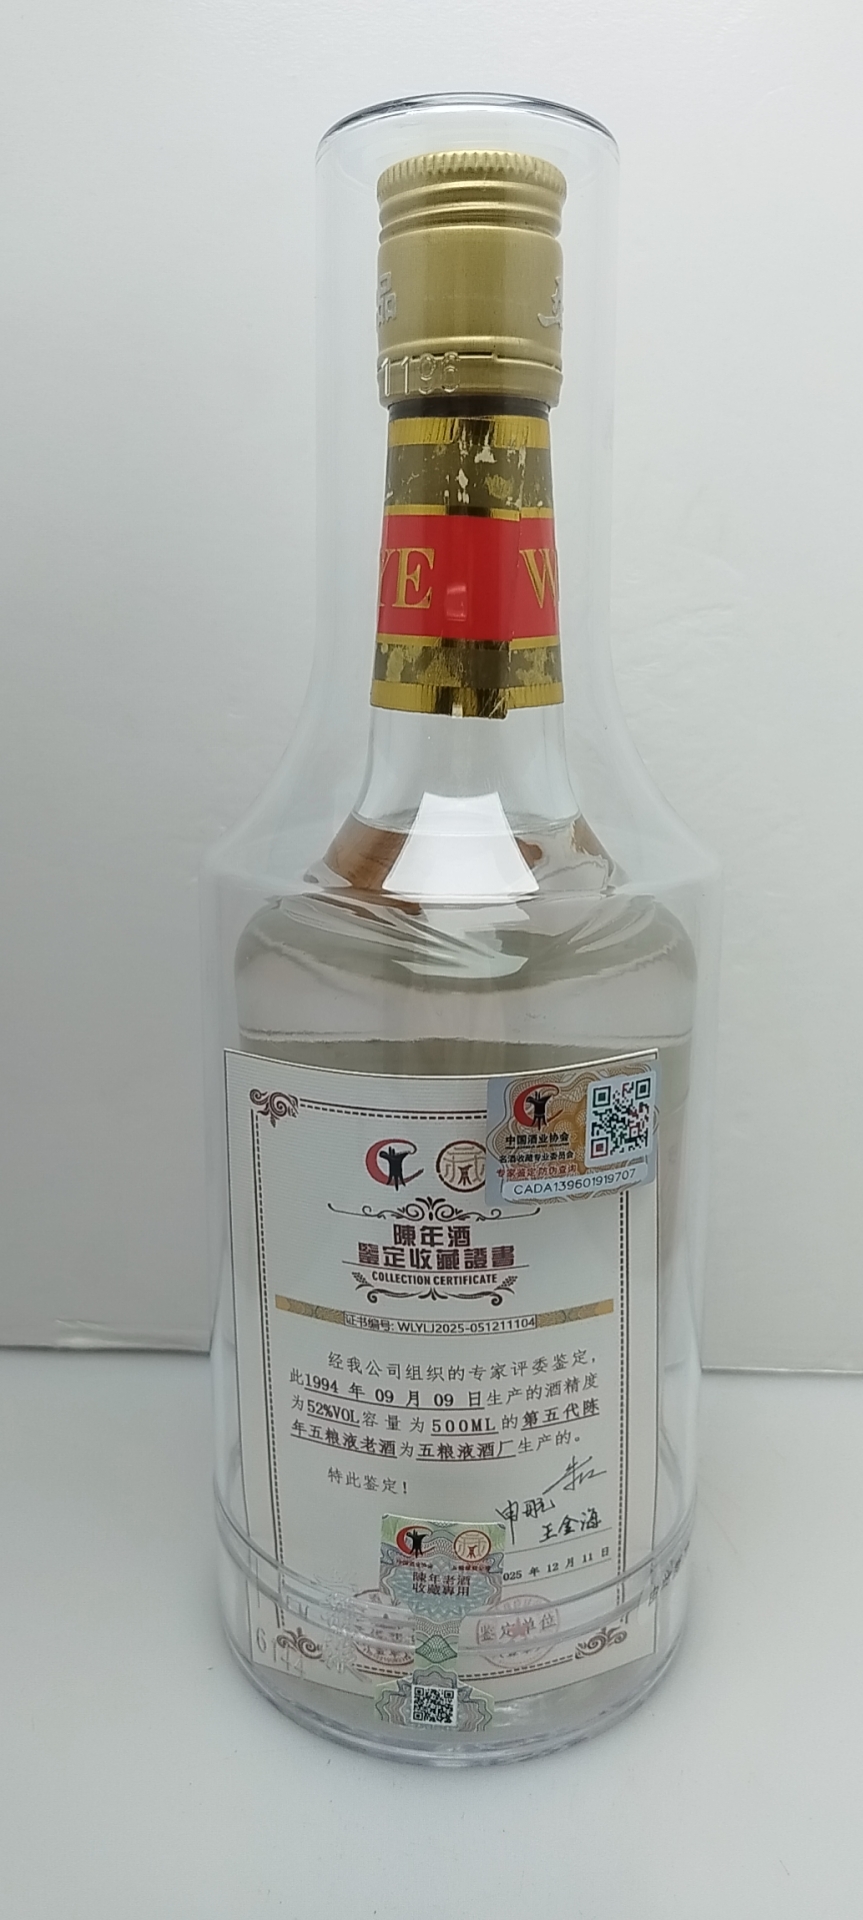 1196
YE W
中国酒业协会
名酒收藏专业委员会
专家鉴定防伪查询
CADA139601919707
陳年酒
鑒定收藏證書
COLLECTION CERTIFICATE
证书编号: WLYLJ2025-051211104
经我公司组织的专家评委鉴定,
此1994 年 09 月 09 日生产的酒精度
为52%VOL容量为500ML的第五代陈
年五粮液老酒为五粮液酒厂生产的。
特此鉴定!
申航
王金海
025 年 12 月 11 日
陳年老酒
收藏專用
鉴定单位